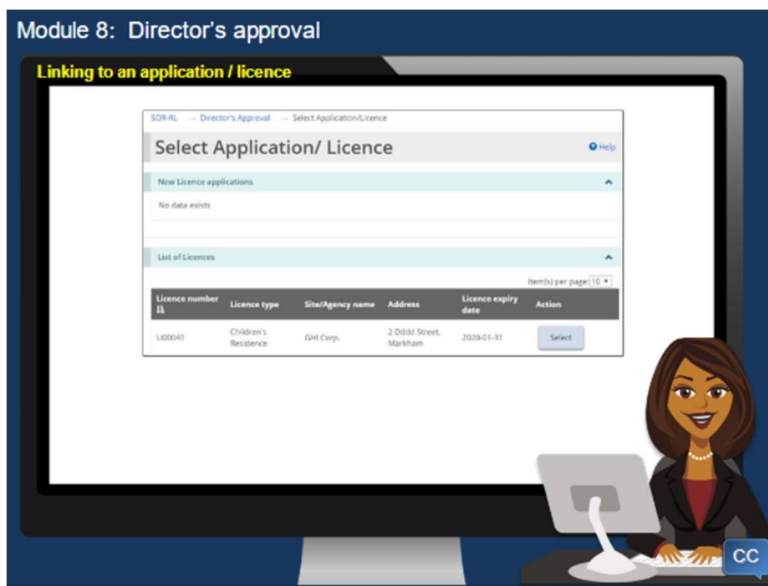 Module 8: Director's approval
Linking to an application / licence
SOR-RL → Director's Approval → Select Application/Licence
Select Application/ Licence
Help
New Licence applications
No data exists
List of Licences
Item(s) per page: 10
Licence number Licence type Site/Agency name Address Licence expiry date Action
LI00041 Children's Residence GHI Corp. 2 Dddd Street, Markham 2020-01-31 Select
CC